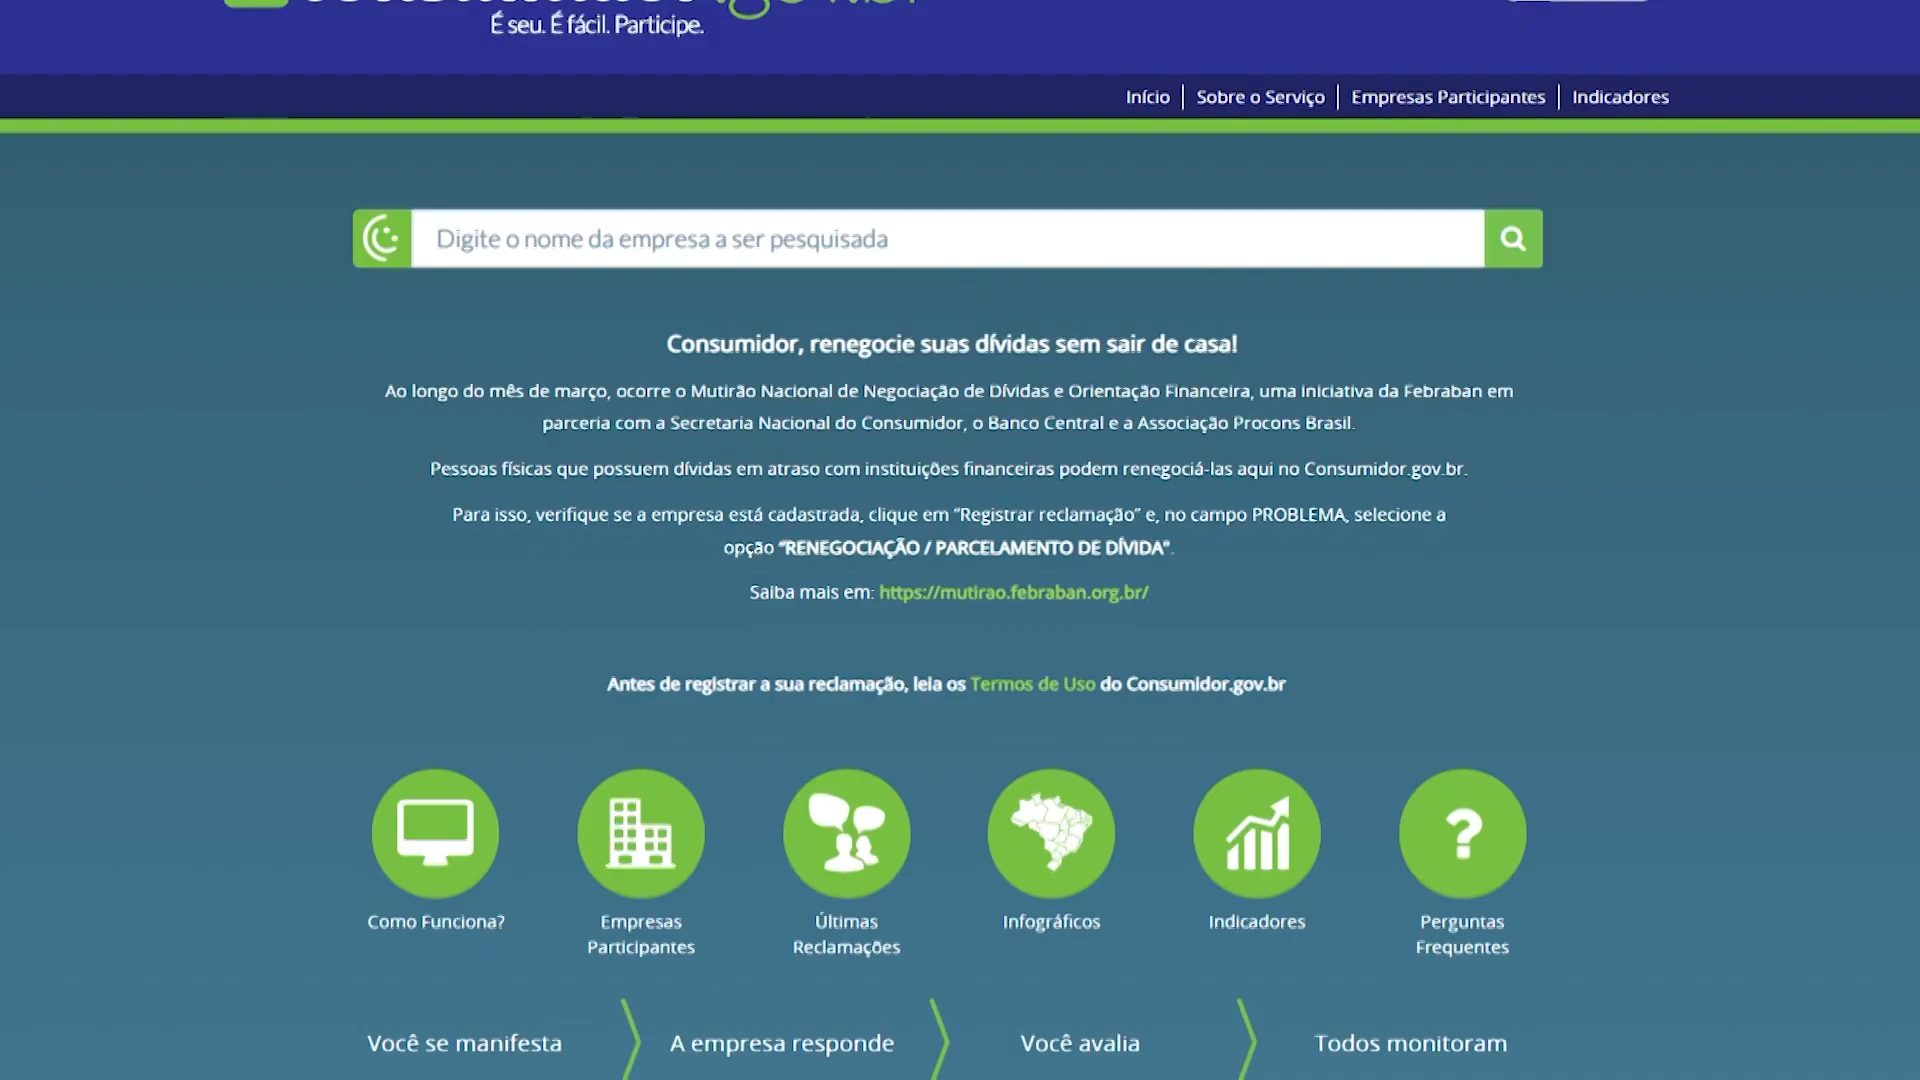 É seu. É fácil. Participe.
Início
Sobre o Serviço
Empresas Participantes
Indicadores
Digite o nome da empresa a ser pesquisada
Consumidor, renegocie suas dívidas sem sair de casa!
Ao longo do mês de março, ocorre o Mutirão Nacional de Negociação de Dívidas e Orientação Financeira, uma iniciativa da Febraban em
parceria com a Secretaria Nacional do Consumidor, o Banco Central e a Associação Procons Brasil.
Pessoas físicas que possuem dívidas em atraso com instituições financeiras podem renegociá-las aqui no Consumidor.gov.br.
Para isso, verifique se a empresa está cadastrada, clique em “Registrar reclamação” e, no campo PROBLEMA, selecione a
opção “RENEGOCIAÇÃO / PARCELAMENTO DE DÍVIDA”.
Saiba mais em: https://mutirao.febraban.org.br/
Antes de registrar a sua reclamação, leia os Termos de Uso do Consumidor.gov.br
Como Funciona?
Empresas
Participantes
Últimas
Reclamações
Infográficos
Indicadores
Perguntas
Frequentes
Você se manifesta
A empresa responde
Você avalia
Todos monitoram